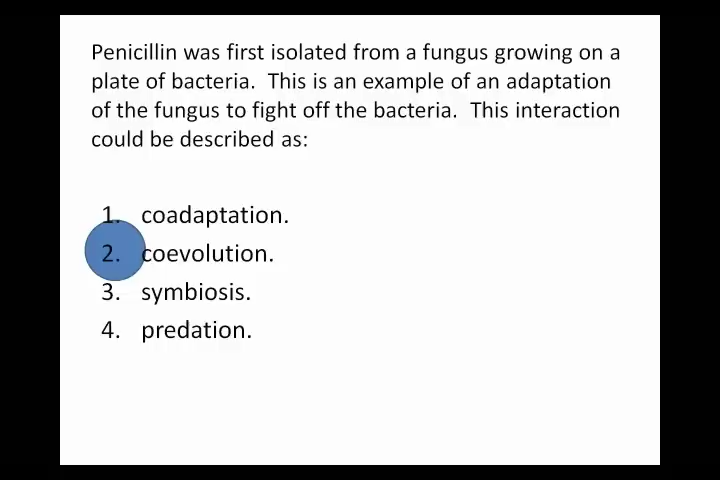 Penicillin was first isolated from a fungus growing on a
plate of bacteria.  This is an example of an adaptation
of the fungus to fight off the bacteria.  This interaction
could be described as:
1. coadaptation.
2. coevolution.
3. symbiosis.
4. predation.